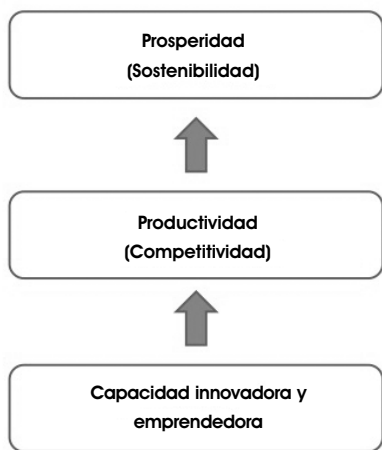 Prosperidad
(Sostenibilidad)
Productividad
(Competitividad)
Capacidad innovadora y
emprendedora